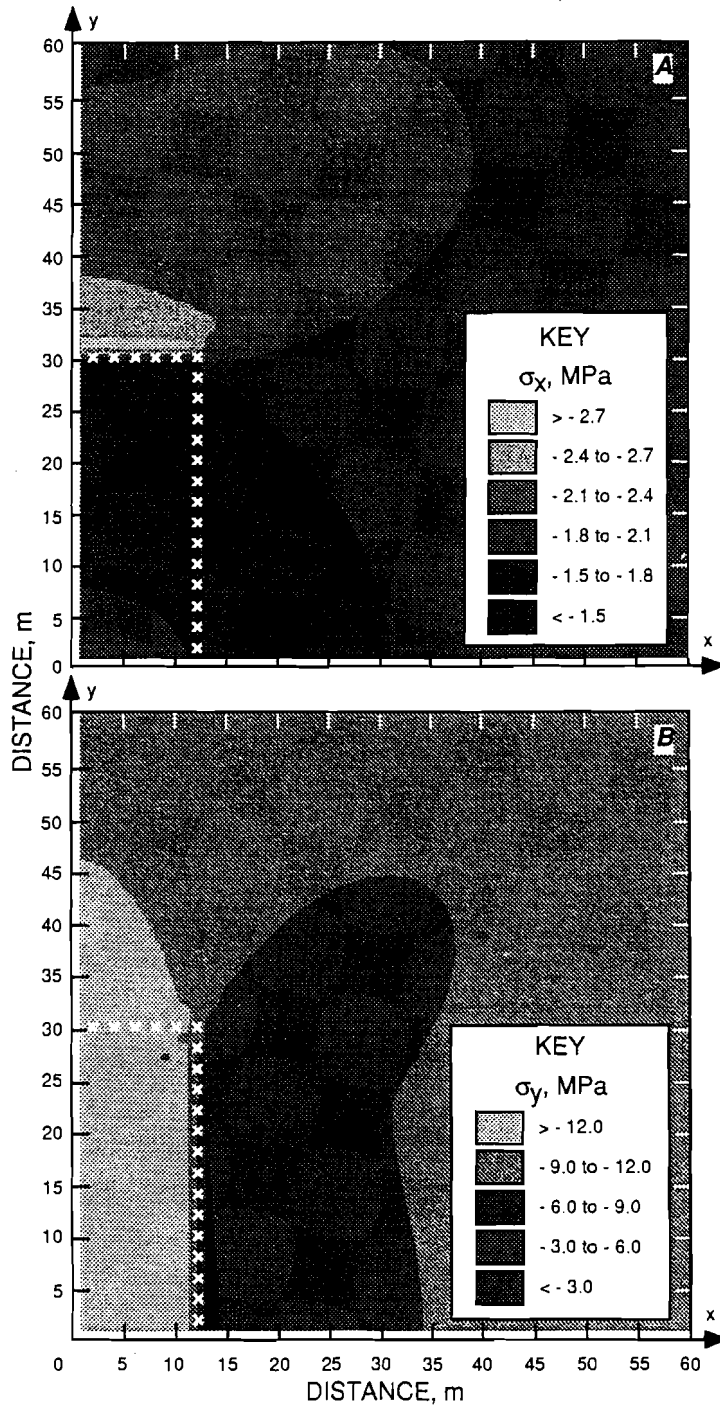 y
60
A
55
50
45
40
35
30
25
20
15
10
5
0
KEY
σx, MPa
> - 2.7
- 2.4 to - 2.7
- 2.1 to - 2.4
- 1.8 to - 2.1
- 1.5 to - 1.8
< - 1.5
x
DISTANCE, m
y
60
B
55
50
45
40
35
30
25
20
15
10
5
KEY
σy, MPa
> - 12.0
- 9.0 to - 12.0
- 6.0 to - 9.0
- 3.0 to - 6.0
< - 3.0
x
0 5 10 15 20 25 30 35 40 45 50 55 60
DISTANCE, m